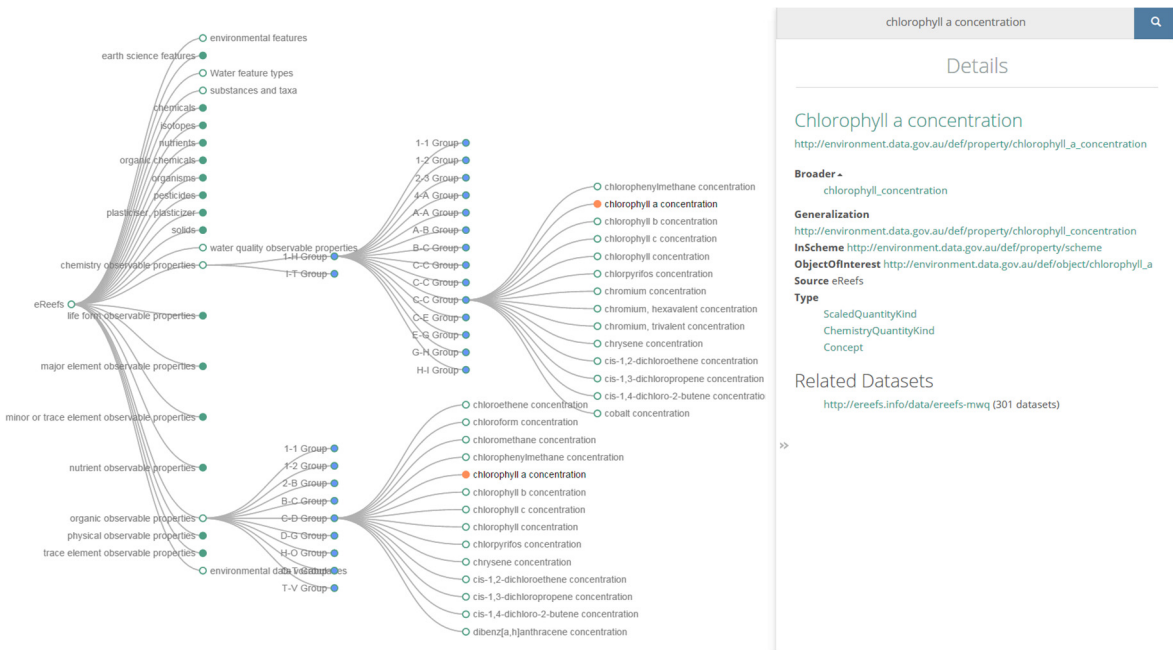 environmental features
earth science features
Water feature types
substances and taxa
chemicals
isotopes
nutrients
organic chemicals
organisms
pesticides
plasticiser, plasticizer
solids
water quality observable properties
chemistry observable properties
eReefs
life form observable properties
major element observable properties
minor or trace element observable properties
nutrient observable properties
organic observable properties
physical observable properties
trace element observable properties
environmental data
1-H Group
I-T Group
1-1 Group
1-2 Group
2-3 Group
4-A Group
A-A Group
A-B Group
B-C Group
C-C Group
C-C Group
C-C Group
C-E Group
E-G Group
G-H Group
H-I Group
chlorophenylmethane concentration
chlorophyll a concentration
chlorophyll b concentration
chlorophyll c concentration
chlorophyll concentration
chlorpyrifos concentration
chromium concentration
chromium, hexavalent concentration
chromium, trivalent concentration
chrysene concentration
cis-1,2-dichloroethene concentration
cis-1,3-dichloropropene concentration
cis-1,4-dichloro-2-butene concentratio
cobalt concentration
1-1 Group
1-2 Group
2-B Group
B-C Group
C-D Group
D-G Group
H-O Group
T-V Group
chloroethene concentration
chloroform concentration
chloromethane concentration
chlorophenylmethane concentration
chlorophyll a concentration
chlorophyll b concentration
chlorophyll c concentration
chlorophyll concentration
chlorpyrifos concentration
chrysene concentration
cis-1,2-dichloroethene concentration
cis-1,3-dichloropropene concentration
cis-1,4-dichloro-2-butene concentration
dibenz[a,h]anthracene concentration
chlorophyll a concentration
Details
Chlorophyll a concentration
http://environment.data.gov.au/def/property/chlorophyll_a_concentration
Broader
chlorophyll_concentration
Generalization
http://environment.data.gov.au/def/property/chlorophyll_concentration
InScheme http://environment.data.gov.au/def/property/scheme
ObjectOfInterest http://environment.data.gov.au/def/object/chlorophyll_a
Source eReefs
Type
ScaledQuantityKind
ChemistryQuantityKind
Concept
Related Datasets
http://ereefs.info/data/ereefs-mwq (301 datasets)
»